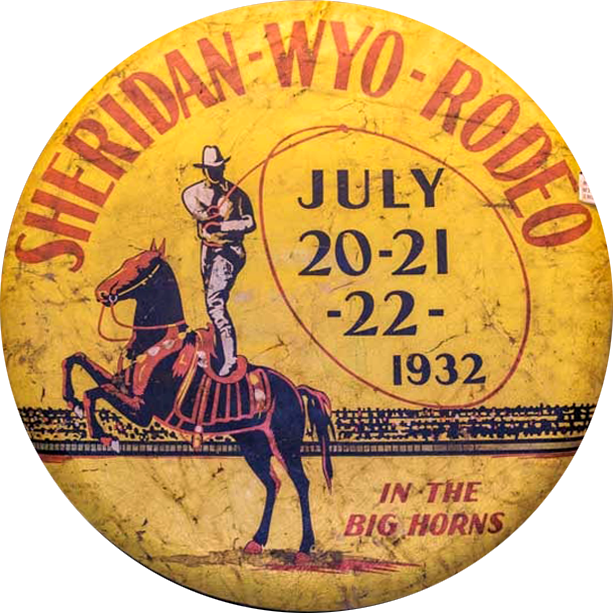 SHERIDAN-WYO-RODEO
JULY
20-21
-22-
1932
IN THE
BIG HORNS